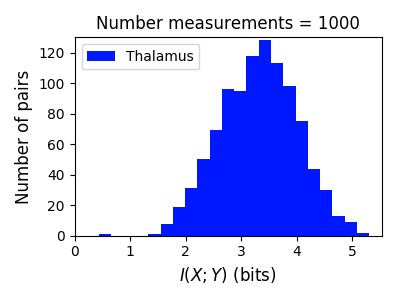 Number measurements = 1000
Thalamus
Number of pairs
120
100
80
60
40
20
0
0 1 2 3 4 5
I(X; Y) (bits)